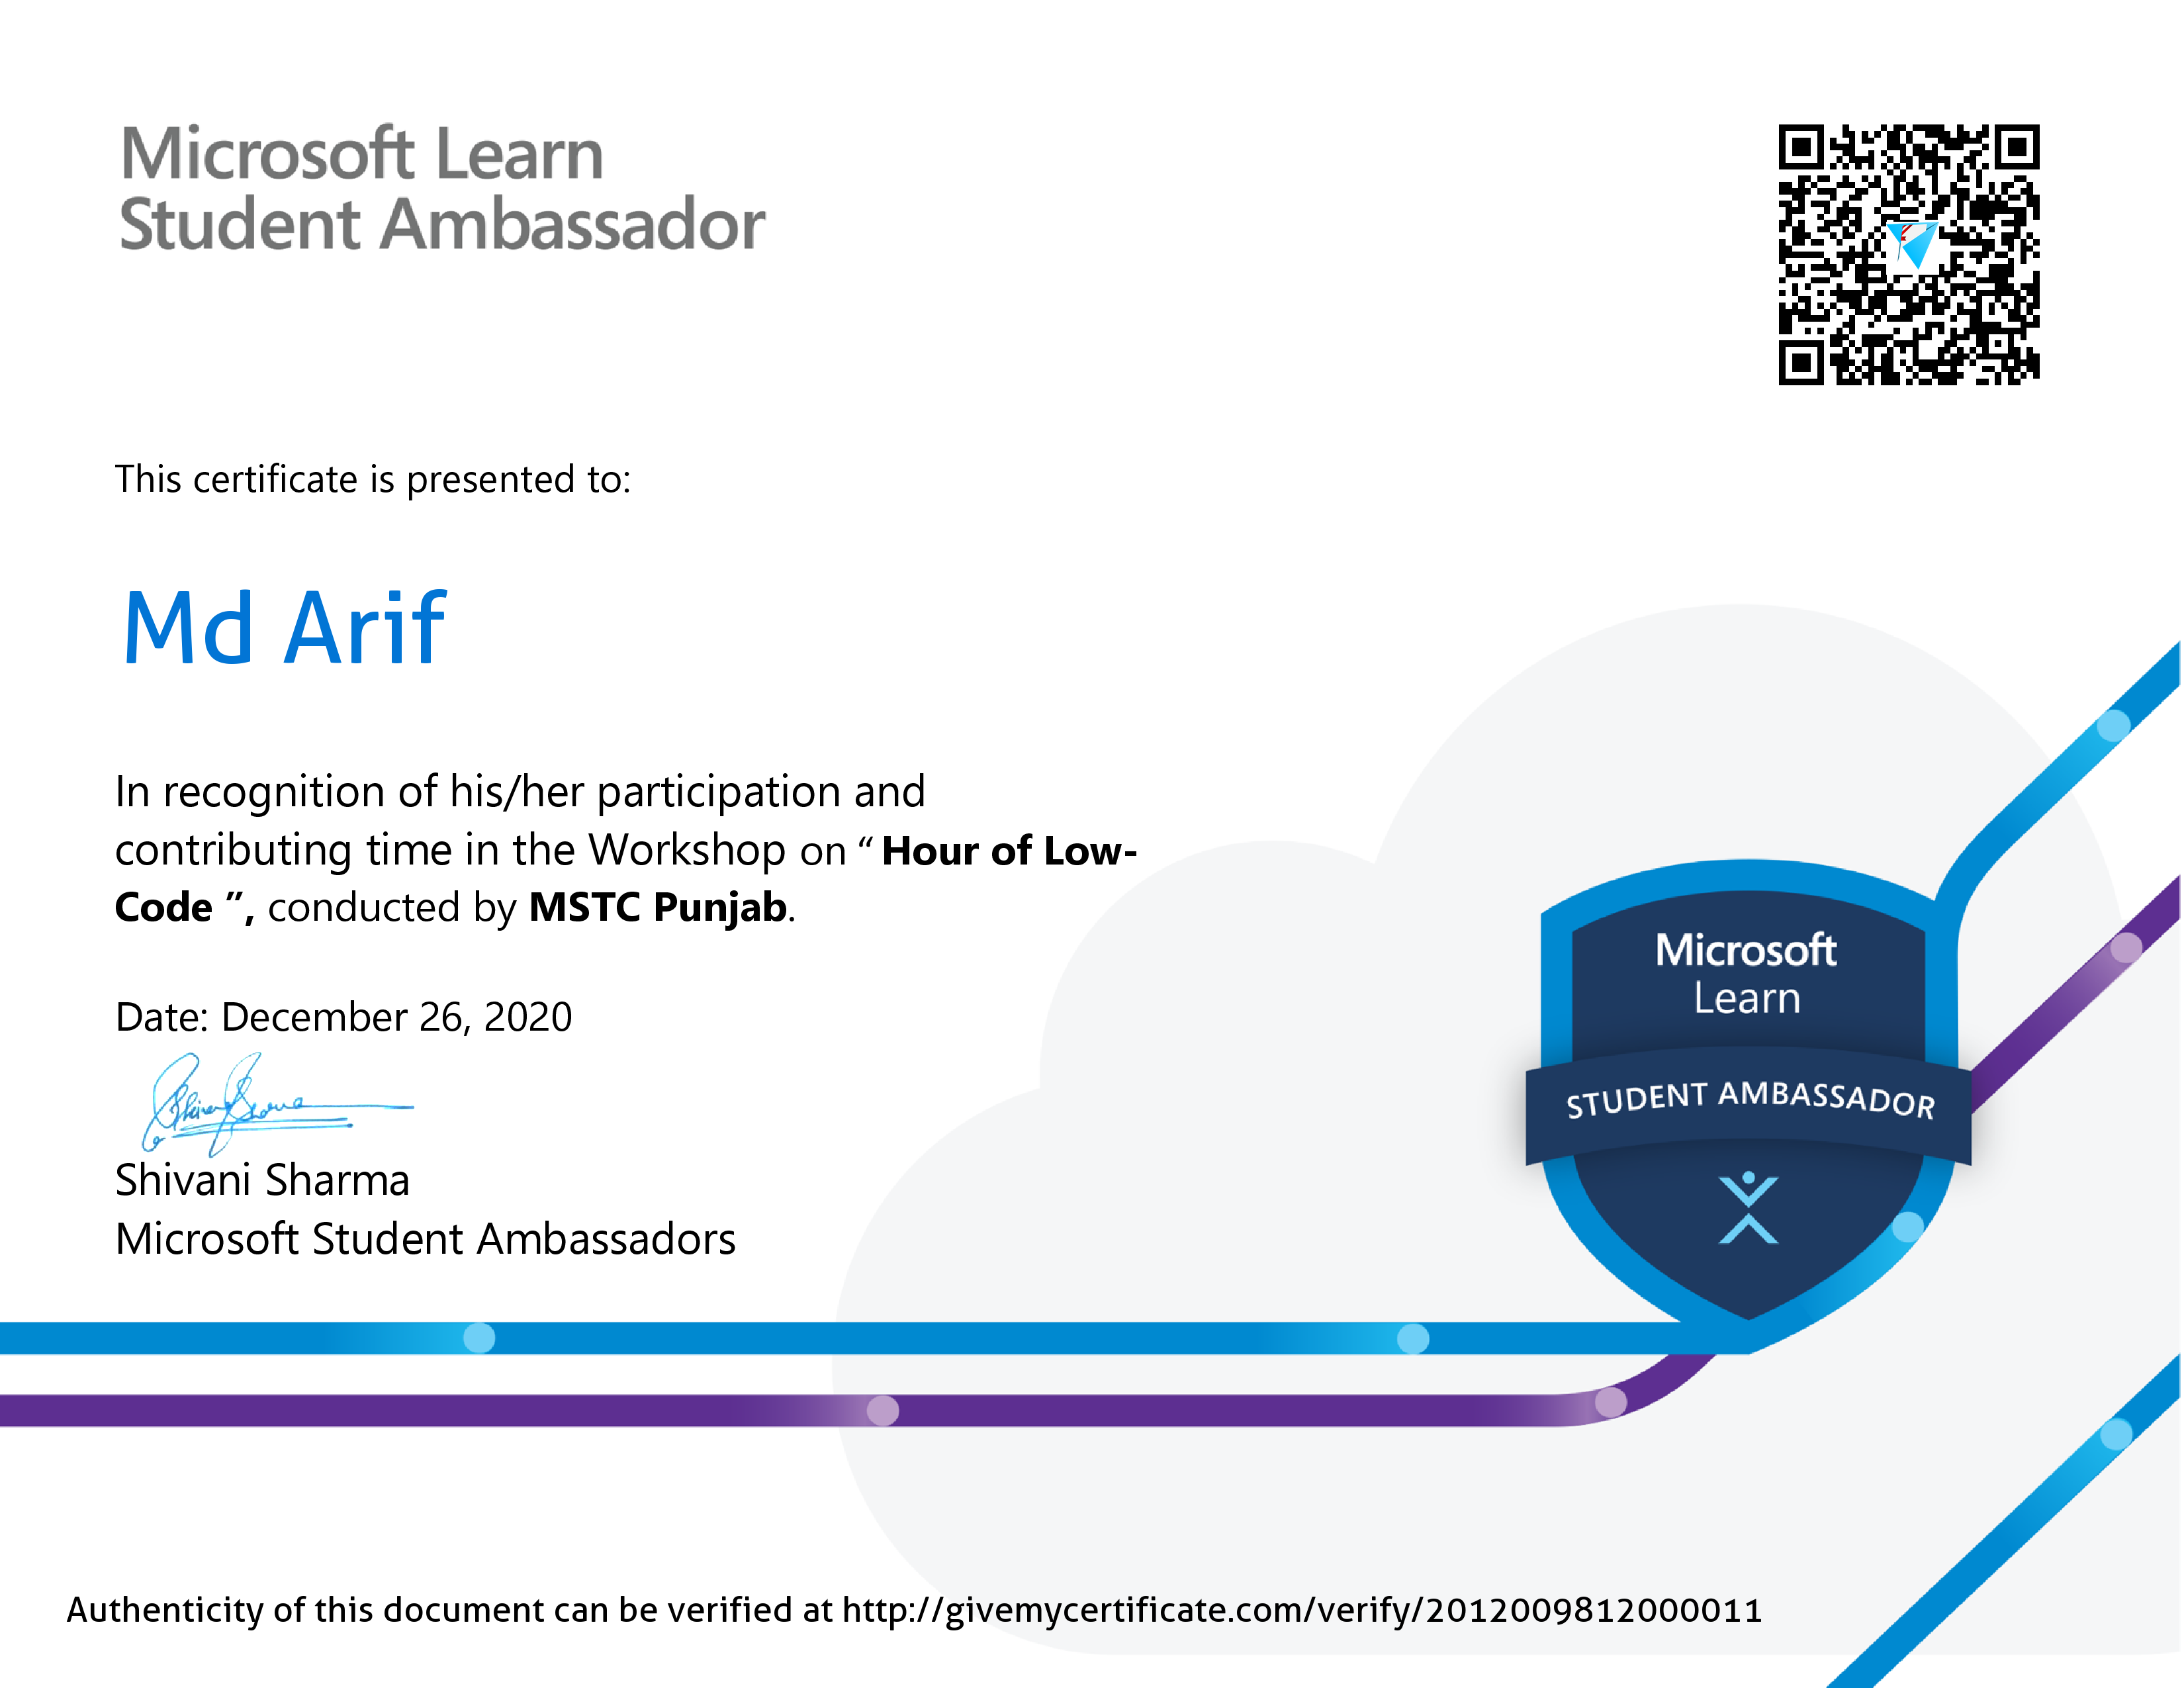 Microsoft Learn
Student Ambassador
This certificate is presented to:
Md Arif
In recognition of his/her participation and
contributing time in the Workshop on “ Hour of Low-
Code ”, conducted by MSTC Punjab.
Date: December 26, 2020
Shivani Sharma
Shivani Sharma
Microsoft Student Ambassadors
Microsoft
Learn
STUDENT AMBASSADOR
Authenticity of this document can be verified at http://givemycertificate.com/verify/2012009812000011